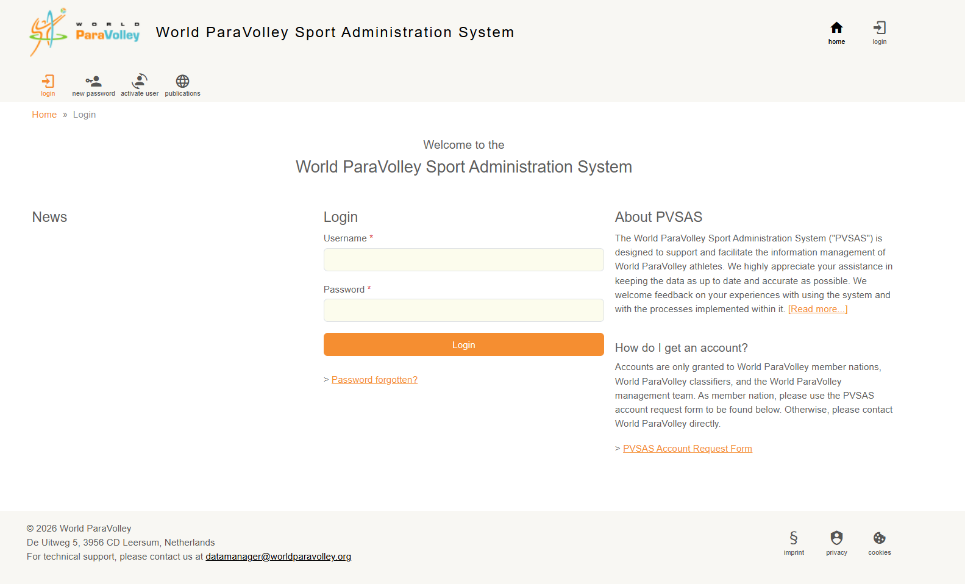 WORLD
ParaVolley
World ParaVolley Sport Administration System
home
login
login
new password
activate user
publications
Home » Login
Welcome to the
World ParaVolley Sport Administration System
News
Login
Username *
Password *
Login
> Password forgotten?
About PVSAS
The World ParaVolley Sport Administration System ("PVSAS") is
designed to support and facilitate the information management of
World ParaVolley athletes. We highly appreciate your assistance in
keeping the data as up to date and accurate as possible. We
welcome feedback on your experiences with using the system and
with the processes implemented within it. [Read more...]
How do I get an account?
Accounts are only granted to World ParaVolley member nations,
World ParaVolley classifiers, and the World ParaVolley
management team. As member nation, please use the PVSAS
account request form to be found below. Otherwise, please contact
World ParaVolley directly.
> PVSAS Account Request Form
© 2026 World ParaVolley
De Uitweg 5, 3956 CD Leersum, Netherlands
For technical support, please contact us at datamanager@worldparavolley.org
§
imprint
privacy
cookies